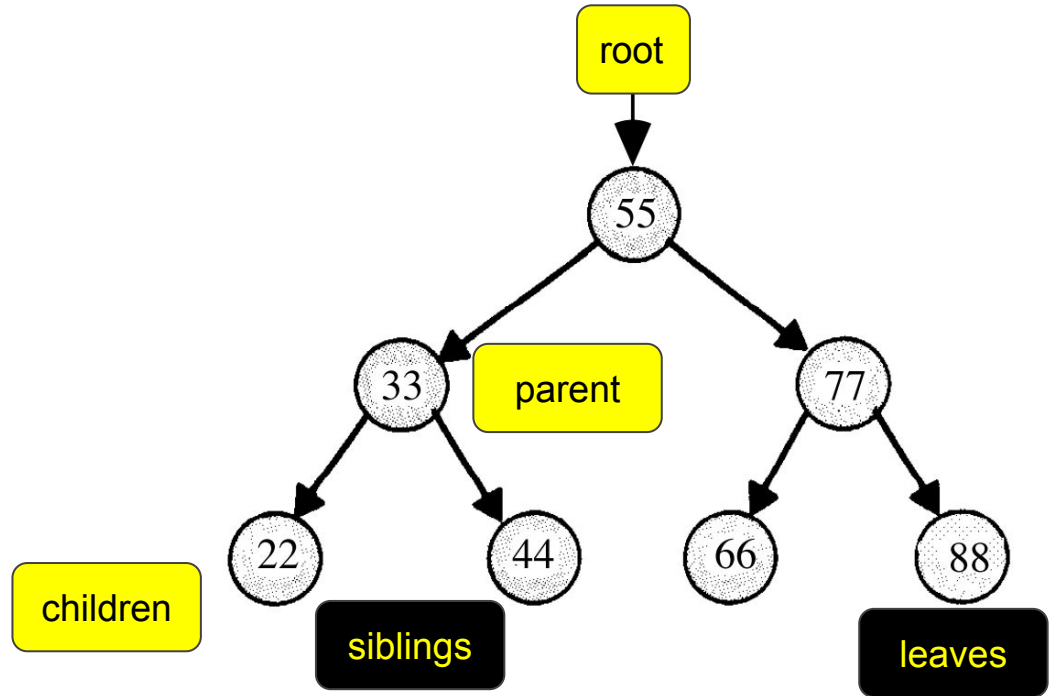 root
55
33
parent
77
22
44
66
88
children
siblings
leaves